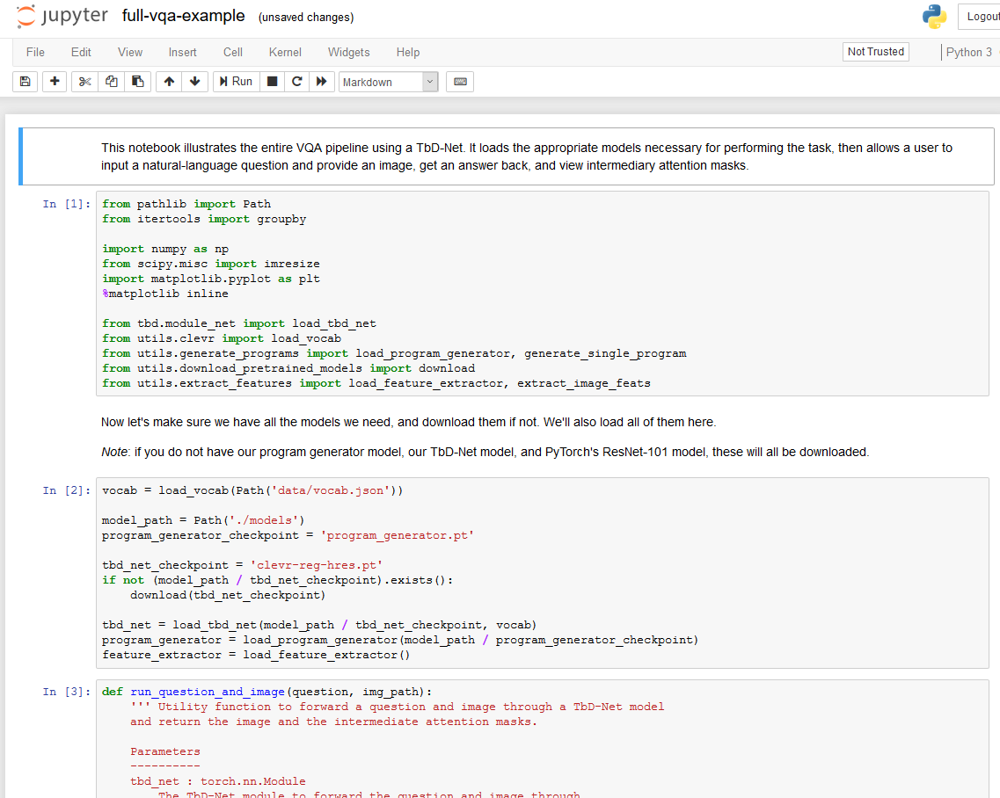 jupyter full-vqa-example (unsaved changes)
Logout
File Edit View Insert Cell Kernel Widgets Help
Not Trusted
Python 3
Run
Markdown
This notebook illustrates the entire VQA pipeline using a TbD-Net. It loads the appropriate models necessary for performing the task, then allows a user to
input a natural-language question and provide an image, get an answer back, and view intermediary attention masks.
In [1]:
from pathlib import Path
from itertools import groupby
import numpy as np
from scipy.misc import imresize
import matplotlib.pyplot as plt
%matplotlib inline
from tbd.module_net import load_tbd_net
from utils.clevr import load_vocab
from utils.generate_programs import load_program_generator, generate_single_program
from utils.download_pretrained_models import download
from utils.extract_features import load_feature_extractor, extract_image_feats
Now let's make sure we have all the models we need, and download them if not. We'll also load all of them here.
Note: if you do not have our program generator model, our TbD-Net model, and PyTorch's ResNet-101 model, these will all be downloaded.
In [2]:
vocab = load_vocab(Path('data/vocab.json'))
model_path = Path('./models')
program_generator_checkpoint = 'program_generator.pt'
tbd_net_checkpoint = 'clevr-reg-hres.pt'
if not (model_path / tbd_net_checkpoint).exists():
    download(tbd_net_checkpoint)
tbd_net = load_tbd_net(model_path / tbd_net_checkpoint, vocab)
program_generator = load_program_generator(model_path / program_generator_checkpoint)
feature_extractor = load_feature_extractor()
In [3]:
def run_question_and_image(question, img_path):
    ''' Utility function to forward a question and image through a TbD-Net model
    and return the image and the intermediate attention masks.
    Parameters
    ----------
    tbd_net : torch.nn.Module
        The TbD-Net module to forward the question and image through